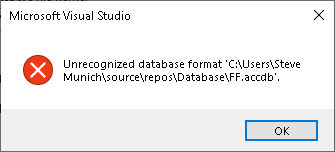 Microsoft Visual Studio
Unrecognized database format 'C:\Users\Steve
Munich\source\repos\Database\FF.accdb'.
OK